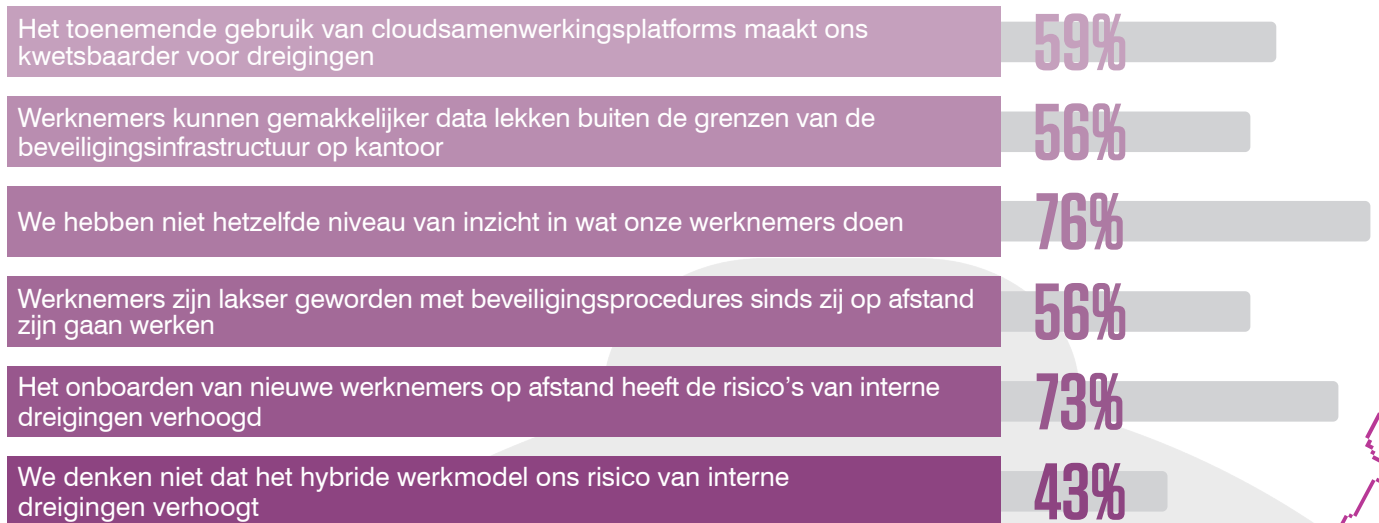 Het toenemende gebruik van cloudsamenwerkingsplatforms maakt ons
kwetsbaarder voor dreigingen
59%
Werknemers kunnen gemakkelijker data lekken buiten de grenzen van de
beveiligingsinfrastructuur op kantoor
56%
We hebben niet hetzelfde niveau van inzicht in wat onze werknemers doen
76%
Werknemers zijn lakser geworden met beveiligingsprocedures sinds zij op afstand
zijn gaan werken
56%
Het onboarden van nieuwe werknemers op afstand heeft de risico’s van interne
dreigingen verhoogd
73%
We denken niet dat het hybride werkmodel ons risico van interne
dreigingen verhoogt
43%